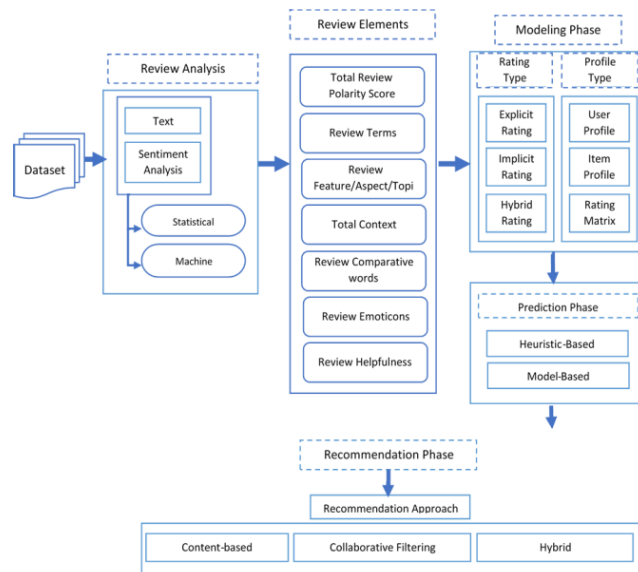 Dataset
Review Analysis
Text
Sentiment
Analysis
Statistical
Machine
Review Elements
Total Review
Polarity Score
Review Terms
Review
Feature/Aspect/Topi
Total Context
Review Comparative
words
Review Emoticons
Review Helpfulness
Modeling Phase
Rating
Type
Explicit
Rating
Implicit
Rating
Hybrid
Rating
Profile
Type
User
Profile
Item
Profile
Rating
Matrix
Prediction Phase
Heuristic-Based
Model-Based
Recommendation Phase
Recommendation Approach
Content-based
Collaborative Filtering
Hybrid